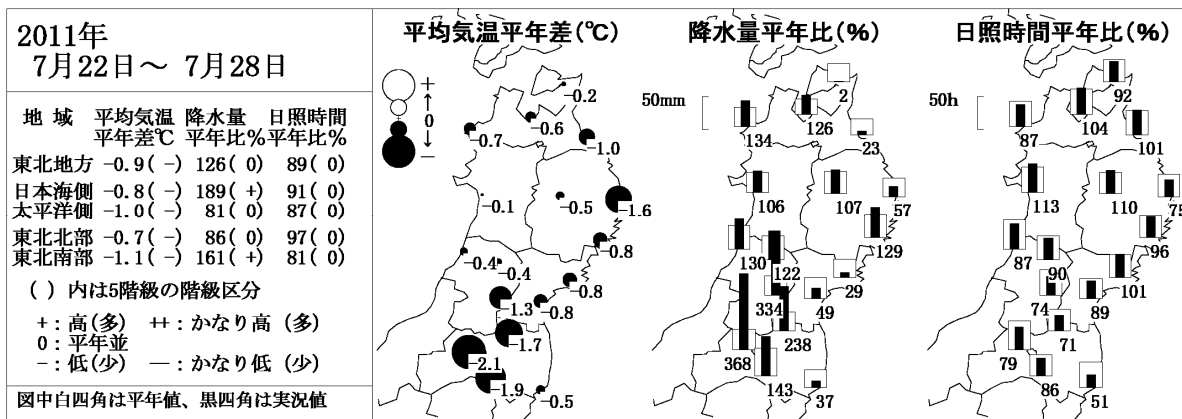 2011年
7月22日～ 7月28日
地 域 平均気温 降水量 日照時間
平年差℃ 平年比% 平年比%
東北地方 -0.9( -) 126( 0) 89( 0)
日本海側 -0.8( -) 189( +) 91( 0)
太平洋側 -1.0( -) 81( 0) 87( 0)
東北北部 -0.7( -) 86( 0) 97( 0)
東北南部 -1.1( -) 161( +) 81( 0)
( ) 内は5階級の階級区分
+：高(多) ++：かなり高 (多)
0：平年並
-：低(少) —：かなり低 (少)
図中白四角は平年値、黒四角は実況値
平均気温平年差(℃)
+
↑
0
↓
-
-0.2
-0.6
-0.7
-1.0
-0.1
-0.5
-1.6
-0.8
-0.4
-0.4
-0.8
-1.3
-0.8
-1.7
-2.1
-1.9
-0.5
降水量平年比(%)
50mm
2
126
134
23
106
107
57
129
130
122
29
334
49
238
368
143
37
日照時間平年比(%)
50h
92
104
87
101
113
110
75
96
87
90
101
74
89
71
79
86
51